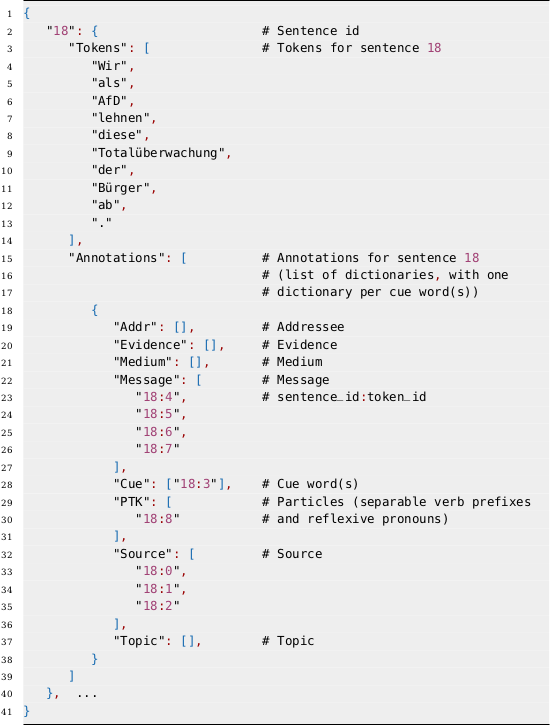 1 {
2 "18": { # Sentence id
3 "Tokens": [ # Tokens for sentence 18
4 "Wir",
5 "als",
6 "AfD",
7 "lehnen",
8 "diese",
9 "Totalüberwachung",
10 "der",
11 "Bürger",
12 "ab",
13 "."
14 ],
15 "Annotations": [ # Annotations for sentence 18
16 # (list of dictionaries, with one
17 # dictionary per cue word(s))
18 {
19 "Addr": [], # Addressee
20 "Evidence": [], # Evidence
21 "Medium": [], # Medium
22 "Message": [ # Message
23 "18:4", # sentence_id:token_id
24 "18:5",
25 "18:6",
26 "18:7"
27 ],
28 "Cue": ["18:3"], # Cue word(s)
29 "PTK": [ # Particles (separable verb prefixes
30 "18:8" # and reflexive pronouns)
31 ],
32 "Source": [ # Source
33 "18:0",
34 "18:1",
35 "18:2"
36 ],
37 "Topic": [], # Topic
38 }
39 ]
40 }, ...
41 }